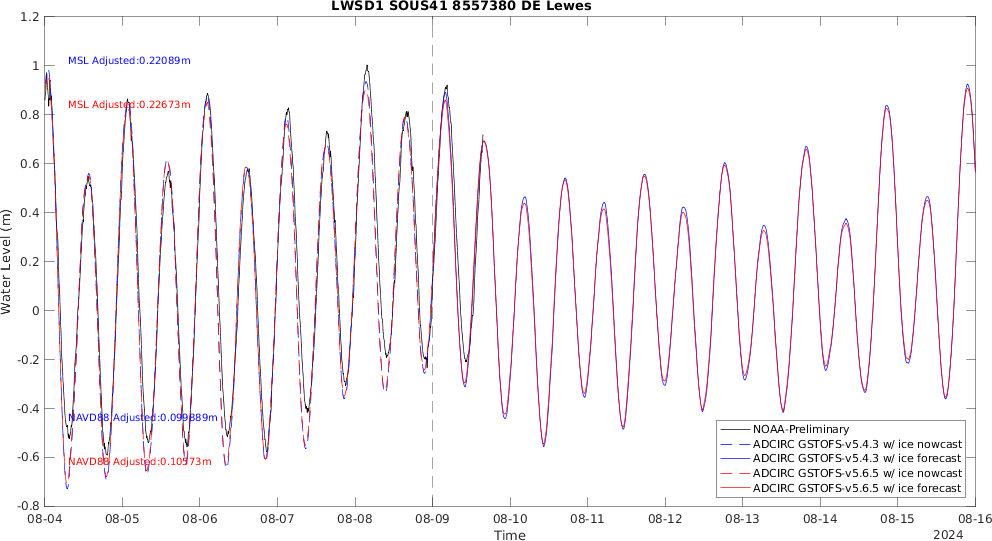 LWSD1 SOUS41 8557380 DE Lewes
1.2
1
0.8
0.6
0.4
0.2
0
-0.2
-0.4
-0.6
-0.8
Water Level (m)
MSL Adjusted:0.22089m
MSL Adjusted:0.22673m
NAVD88 Adjusted:0.099889m
NAVD88 Adjusted:0.10573m
NOAA-Preliminary
ADCIRC GSTOFS-v5.4.3 w/ ice nowcast
ADCIRC GSTOFS-v5.4.3 w/ ice forecast
ADCIRC GSTOFS-v5.6.5 w/ ice nowcast
ADCIRC GSTOFS-v5.6.5 w/ ice forecast
08-04 08-05 08-06 08-07 08-08 08-09 08-10 08-11 08-12 08-13 08-14 08-15 08-16
Time
2024